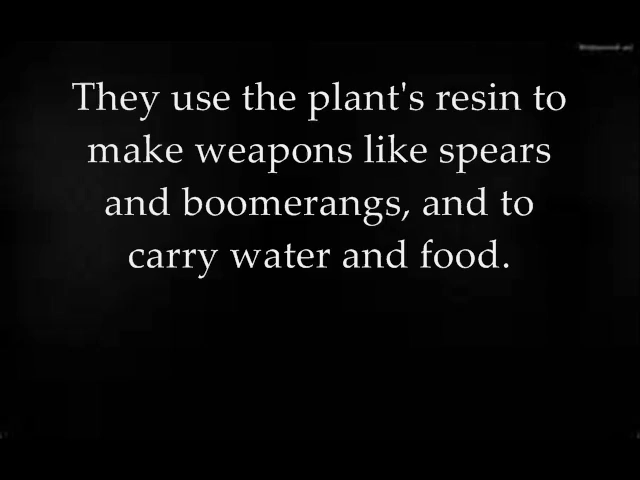 They use the plant's resin to
make weapons like spears
and boomerangs, and to
carry water and food.